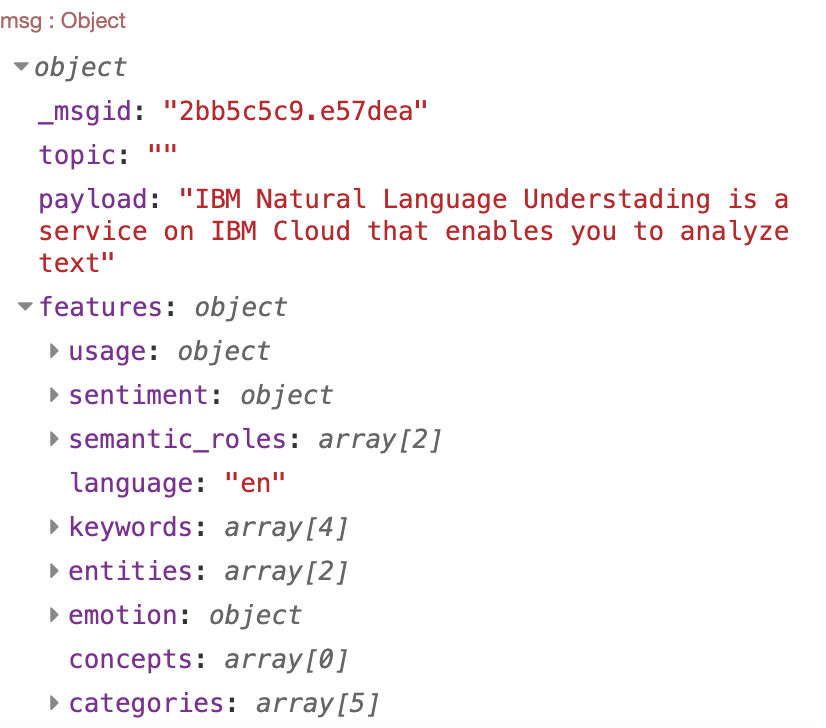 msg : Object
object
_msgid: "2bb5c5c9.e57dea"
topic: ""
payload: "IBM Natural Language Understading is a
service on IBM Cloud that enables you to analyze
text"
features: object
usage: object
sentiment: object
semantic_roles: array[2]
language: "en"
keywords: array[4]
entities: array[2]
emotion: object
concepts: array[0]
categories: array[5]